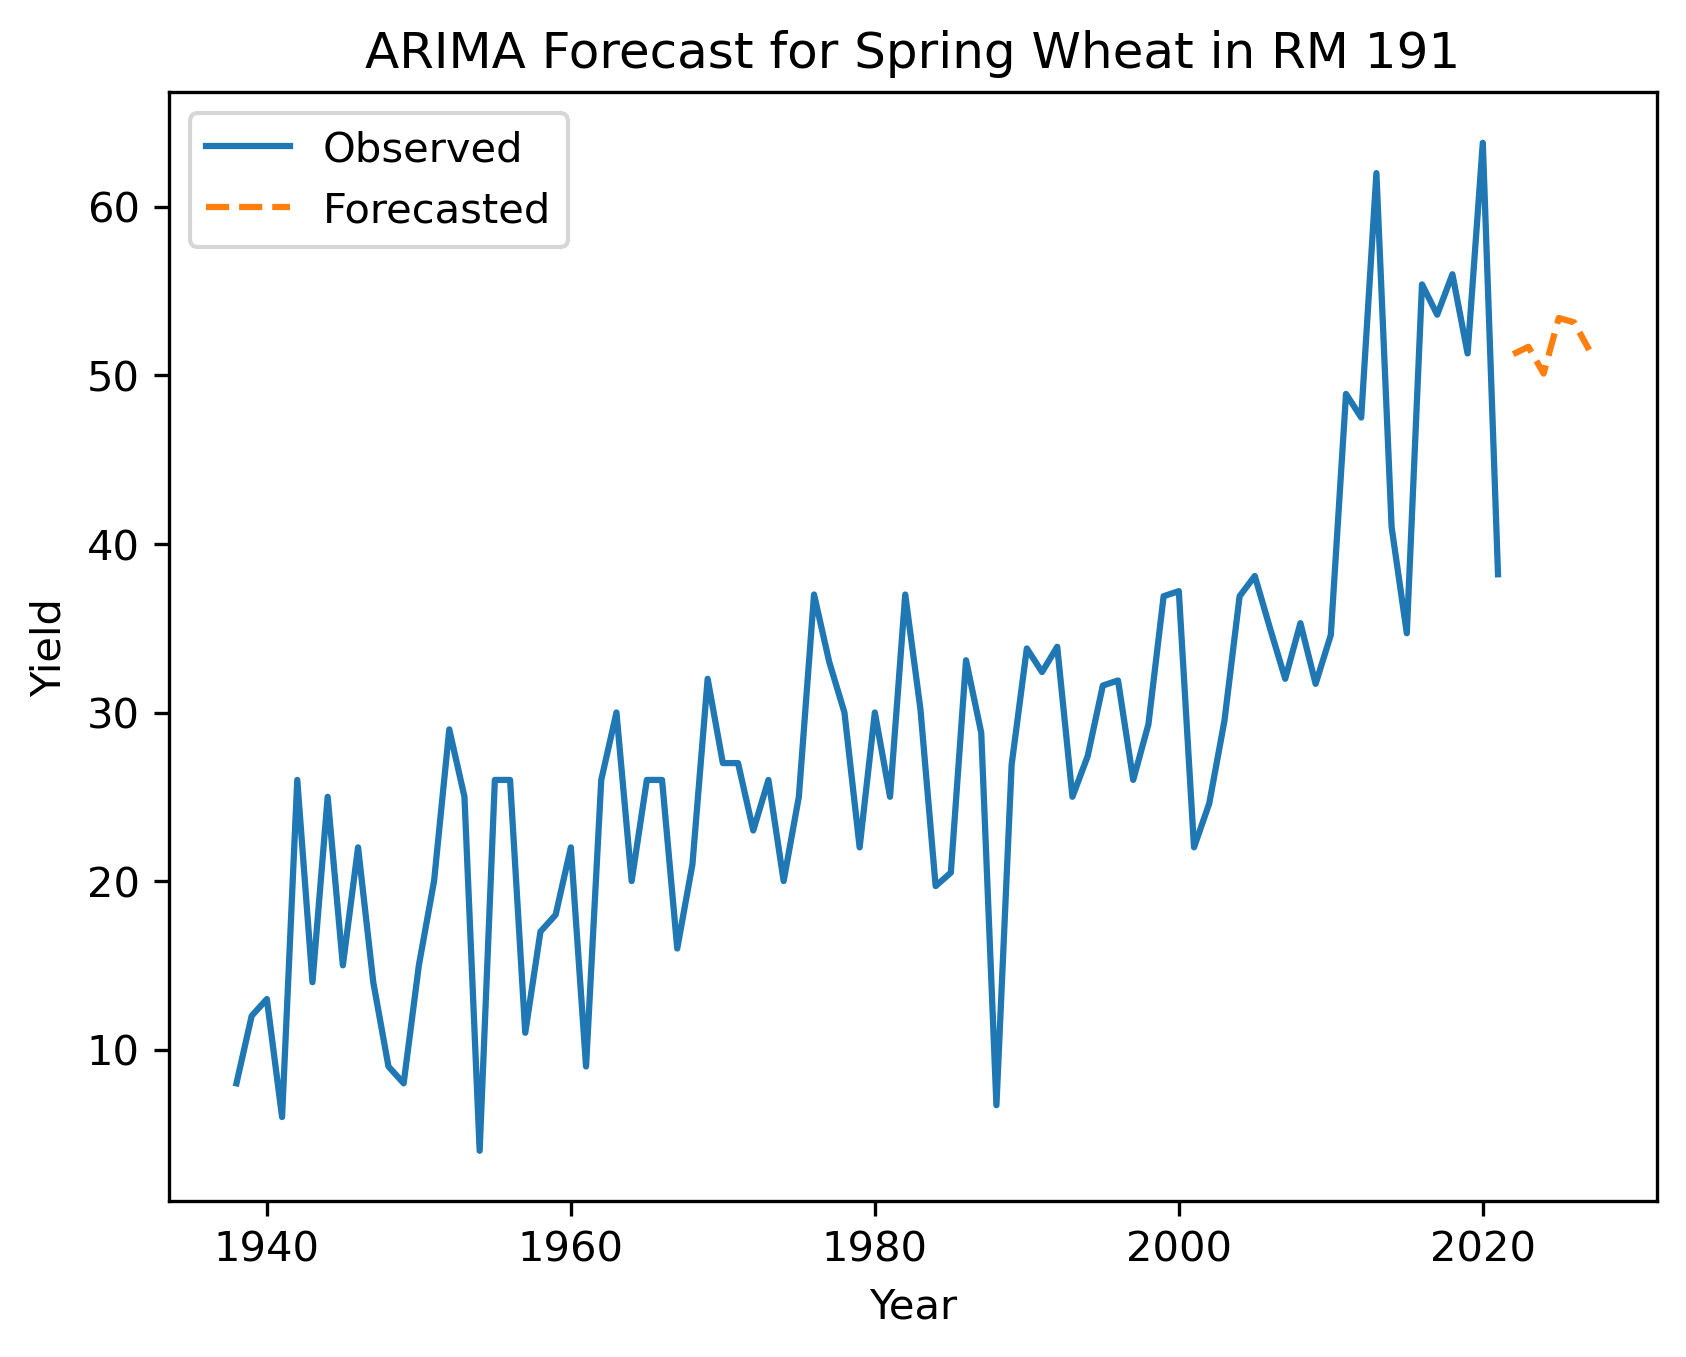 ARIMA Forecast for Spring Wheat in RM 191
Observed
Forecasted
60
50
40
30
20
10
Yield
1940 1960 1980 2000 2020
Year